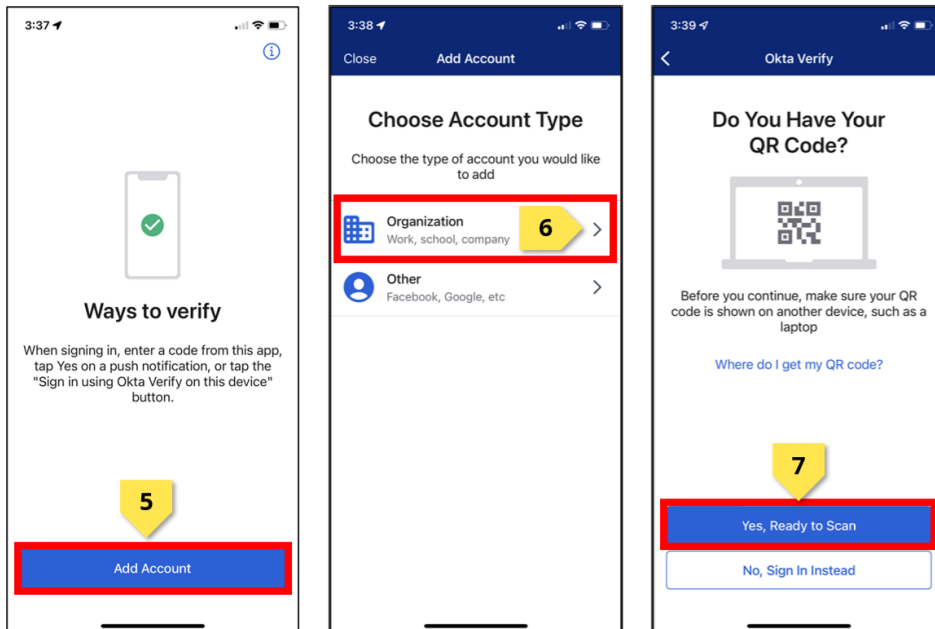 3:37
Ways to verify
When signing in, enter a code from this app,
tap Yes on a push notification, or tap the
"Sign in using Okta Verify on this device"
button.
5
Add Account
3:38
Close
Add Account
Choose Account Type
Choose the type of account you would like
to add
Organization
Work, school, company
6
Other
Facebook, Google, etc
3:39
Okta Verify
Do You Have Your
QR Code?
Before you continue, make sure your QR
code is shown on another device, such as a
laptop
Where do I get my QR code?
7
Yes, Ready to Scan
No, Sign In Instead